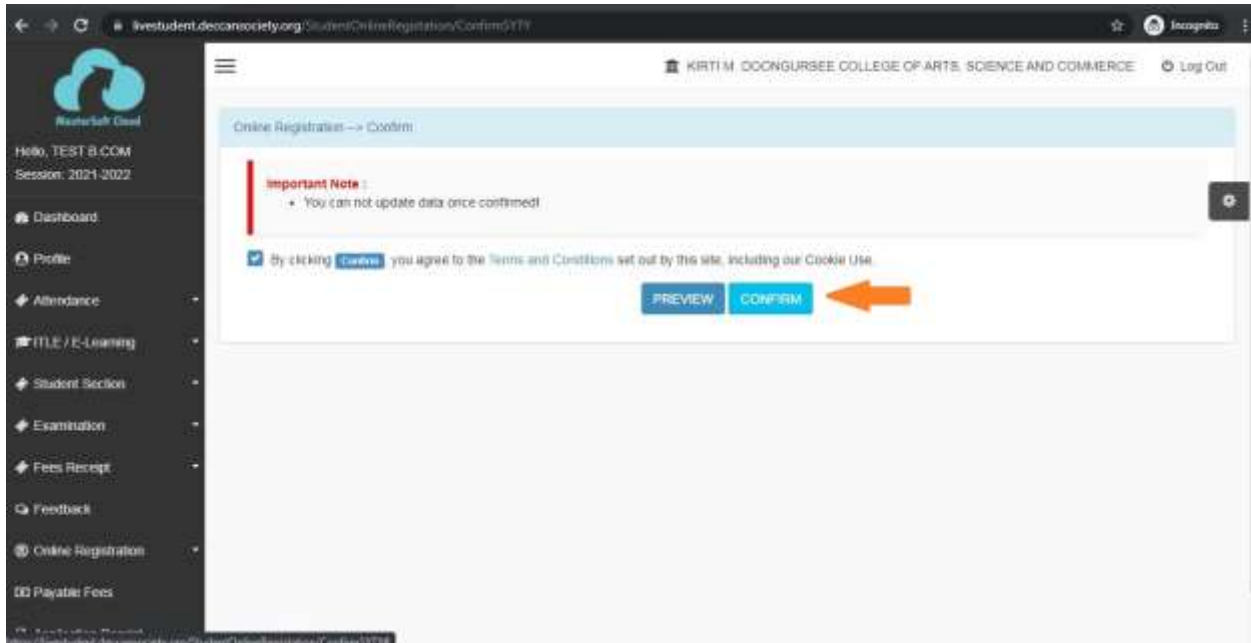 livestudent.deccansociety.org/StudentOnlineRegistration/ConfirmSYTY
Incognito
MasterSoft Cloud
Hello, TEST B.COM
Session: 2021-2022
Dashboard
Profile
Attendance
ITLE / E-Learning
Student Section
Examination
Fees Receipt
Feedback
Online Registration
Payable Fees
KIRTI M. DOONGURSEE COLLEGE OF ARTS, SCIENCE AND COMMERCE
Log Out
Online Registration --> Confirm
Important Note :
You can not update data once confirmed!
By clicking Confirm you agree to the Terms and Conditions set out by this site, including our Cookie Use.
PREVIEW CONFIRM